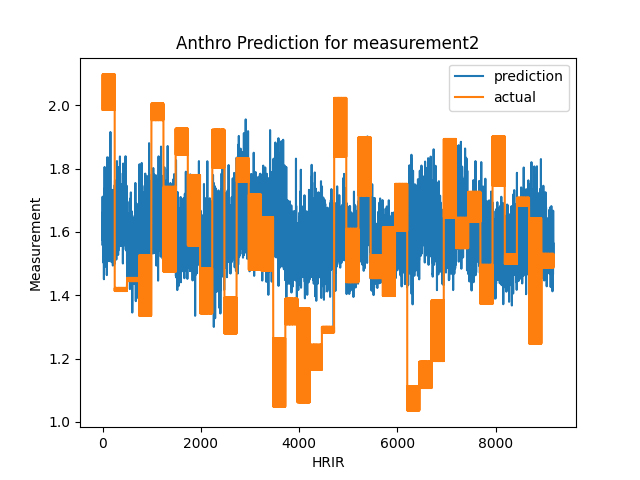 Anthro Prediction for measurement2
prediction
actual
Measurement
2.0
1.8
1.6
1.4
1.2
1.0
0
2000
4000
6000
8000
HRIR